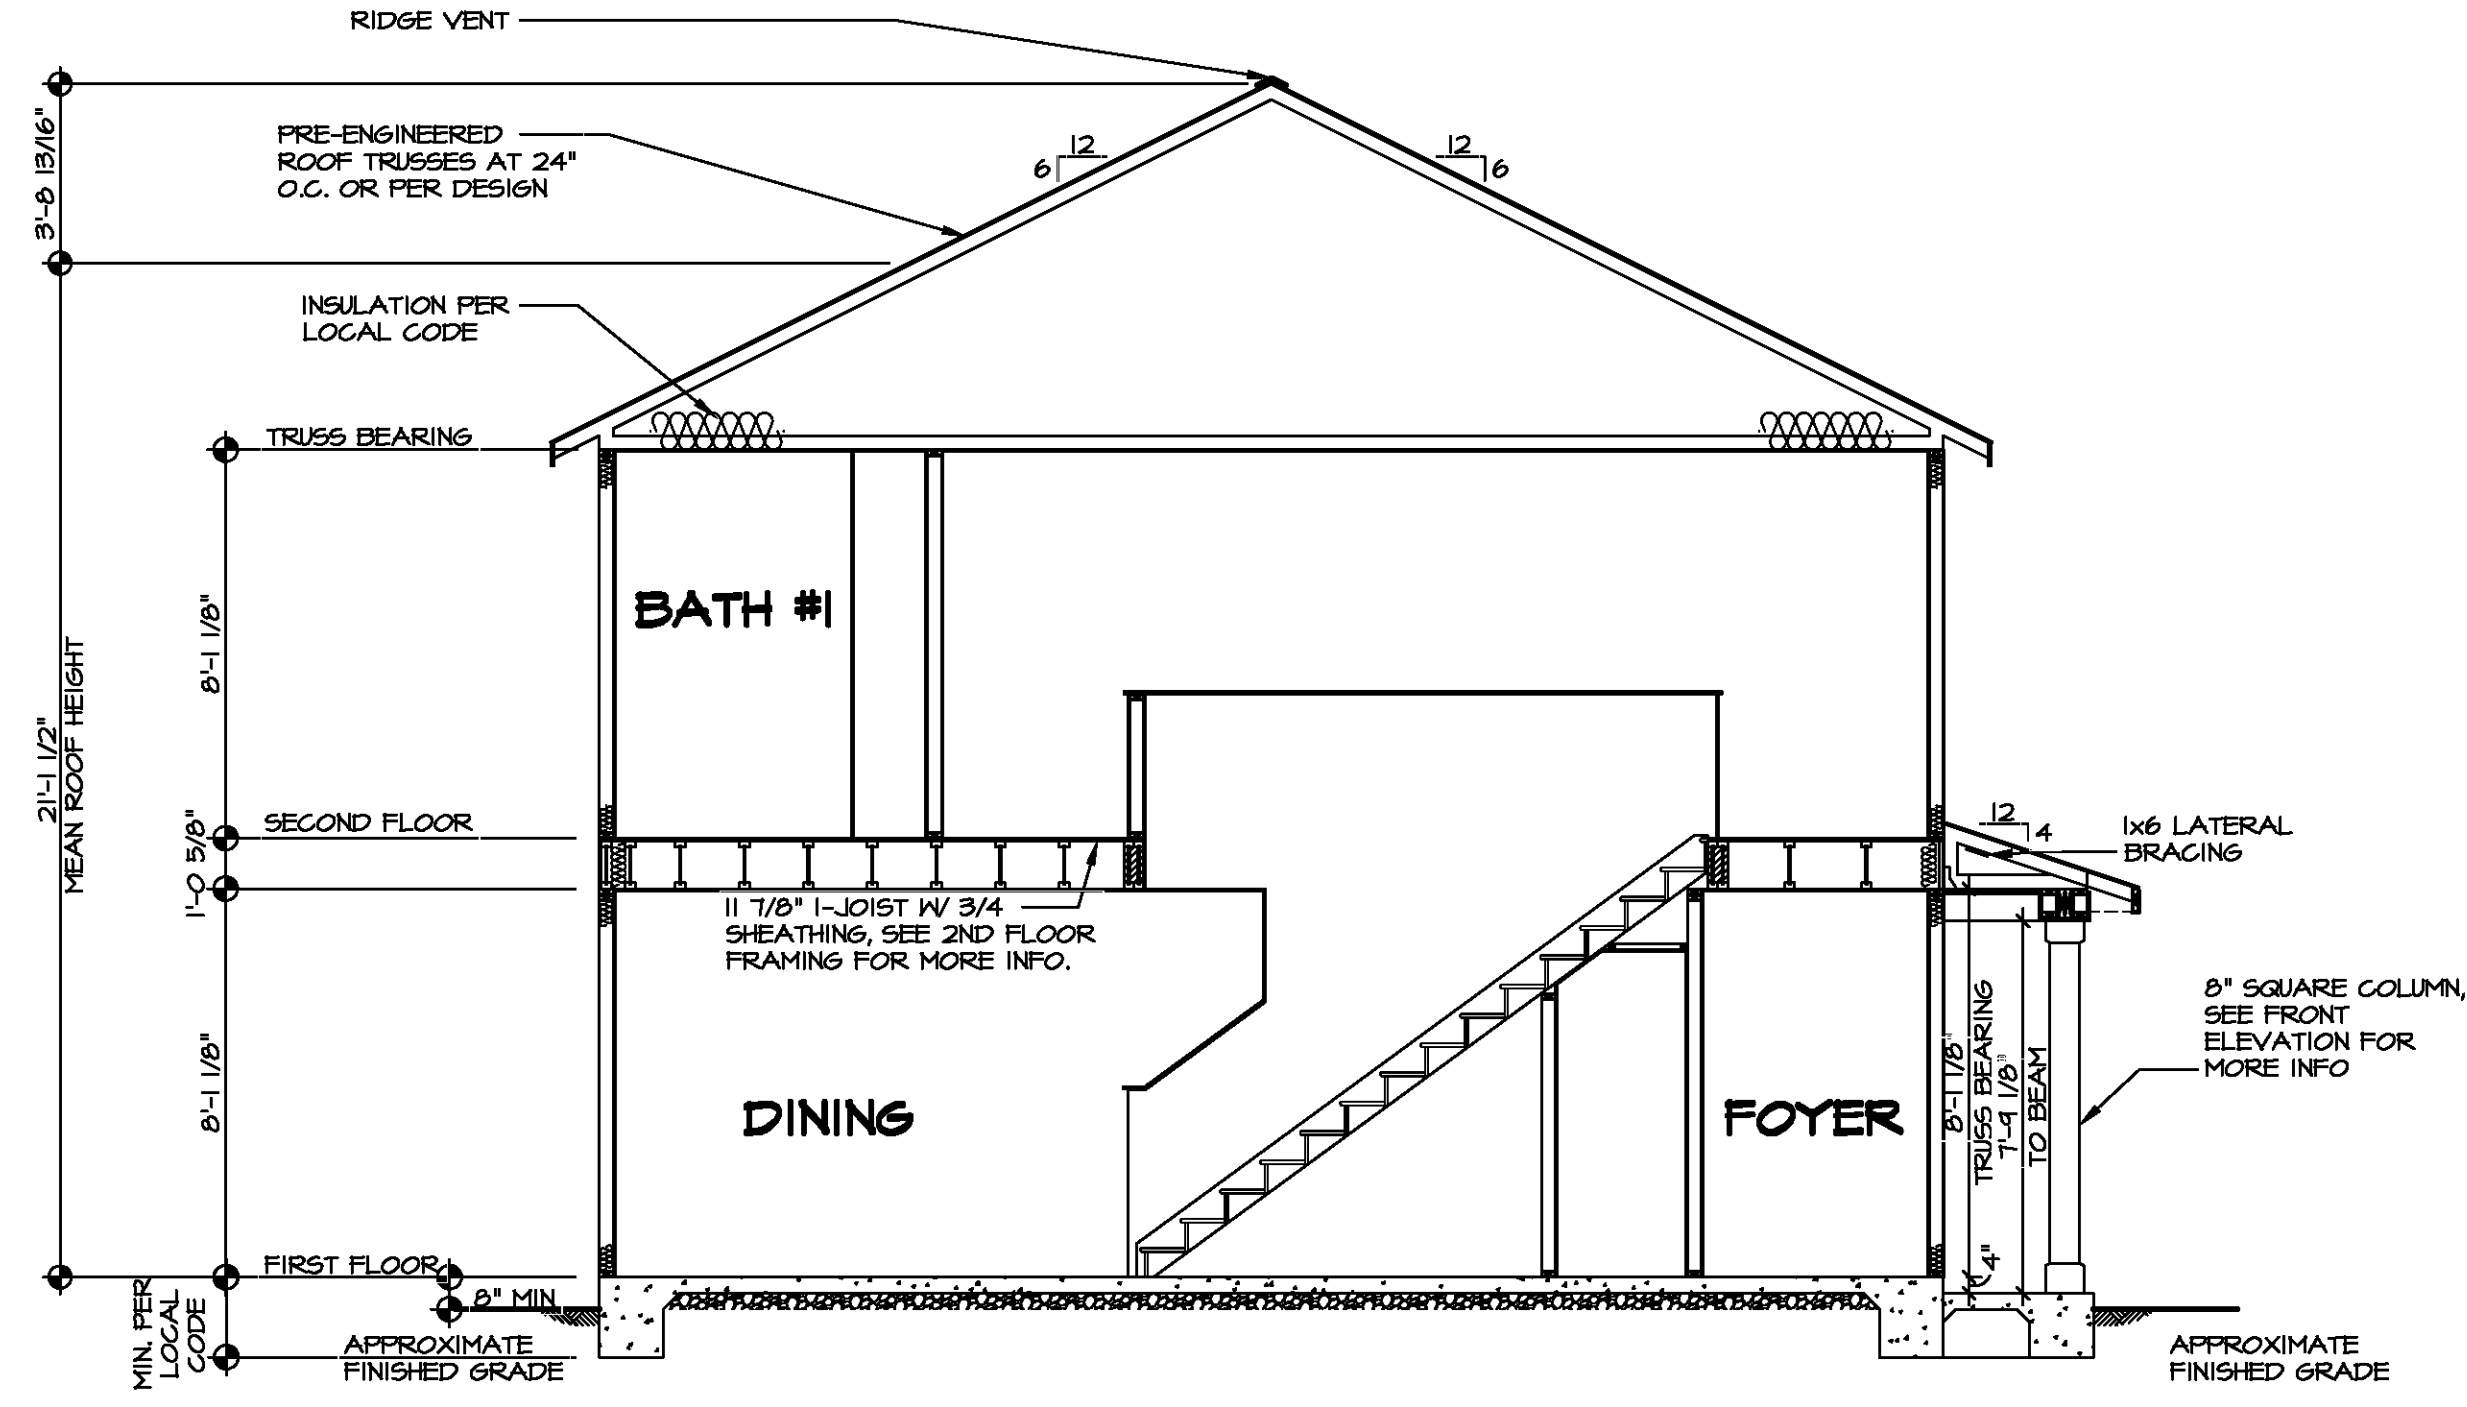 RIDGE VENT
3'-8 13/16"
PRE-ENGINEERED
ROOF TRUSSES AT 24"
O.C. OR PER DESIGN
6
12
12
6
INSULATION PER
LOCAL CODE
TRUSS BEARING
8'-1 1/8"
BATH #1
21'-1 1/2"
MEAN ROOF HEIGHT
SECOND FLOOR
1'-0 5/8"
12
4
1x6 LATERAL
BRACING
11 7/8" I-JOIST W/ 3/4
SHEATHING, SEE 2ND FLOOR
FRAMING FOR MORE INFO.
8'-1 1/8"
DINING
FOYER
8'-1 1/8"
TRUSS BEARING
7'-9 1/8"
TO BEAM
8" SQUARE COLUMN,
SEE FRONT
ELEVATION FOR
MORE INFO
4"
FIRST FLOOR
8" MIN
MIN. PER
LOCAL
CODE
APPROXIMATE
FINISHED GRADE
APPROXIMATE
FINISHED GRADE